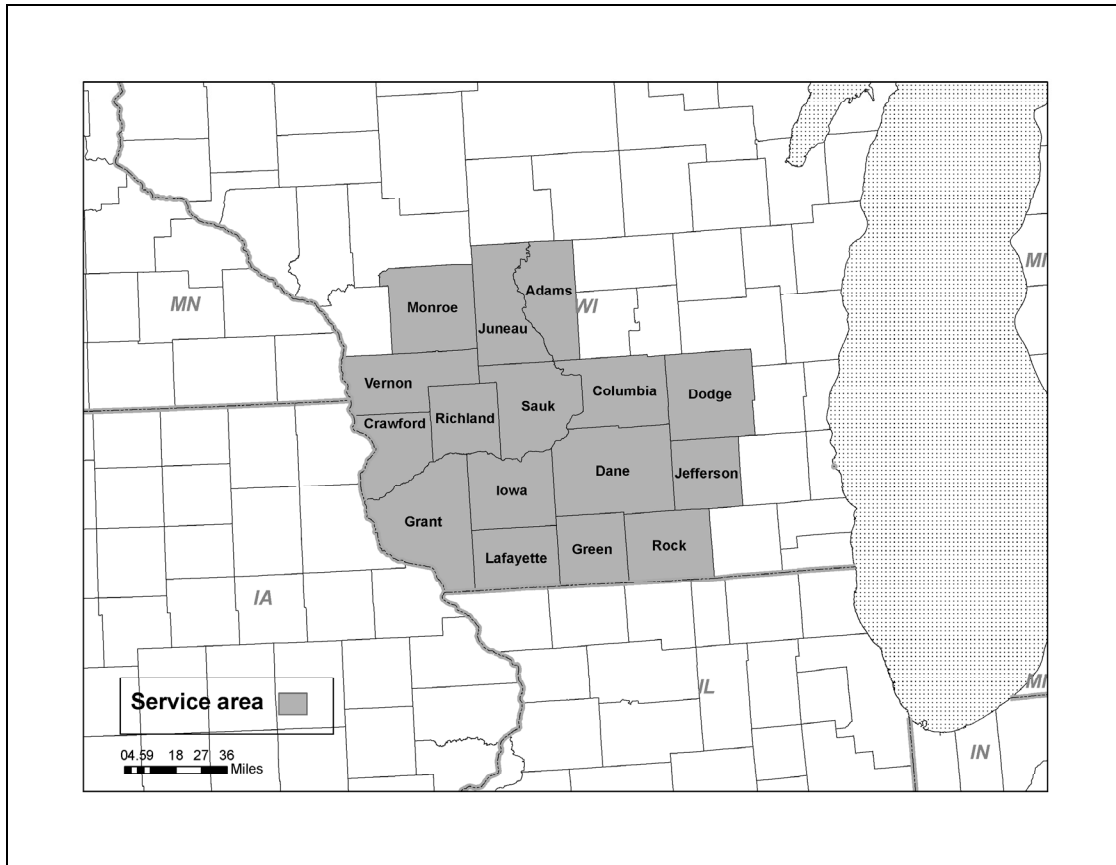 MI
Adams
MN
Monroe
WI
Juneau
Vernon
Columbia
Dodge
Sauk
Crawford
Richland
Dane
Jefferson
Iowa
Grant
Rock
Green
Lafayette
IA
MI
IL
Service area
IN
04.59 18 27 36
Miles